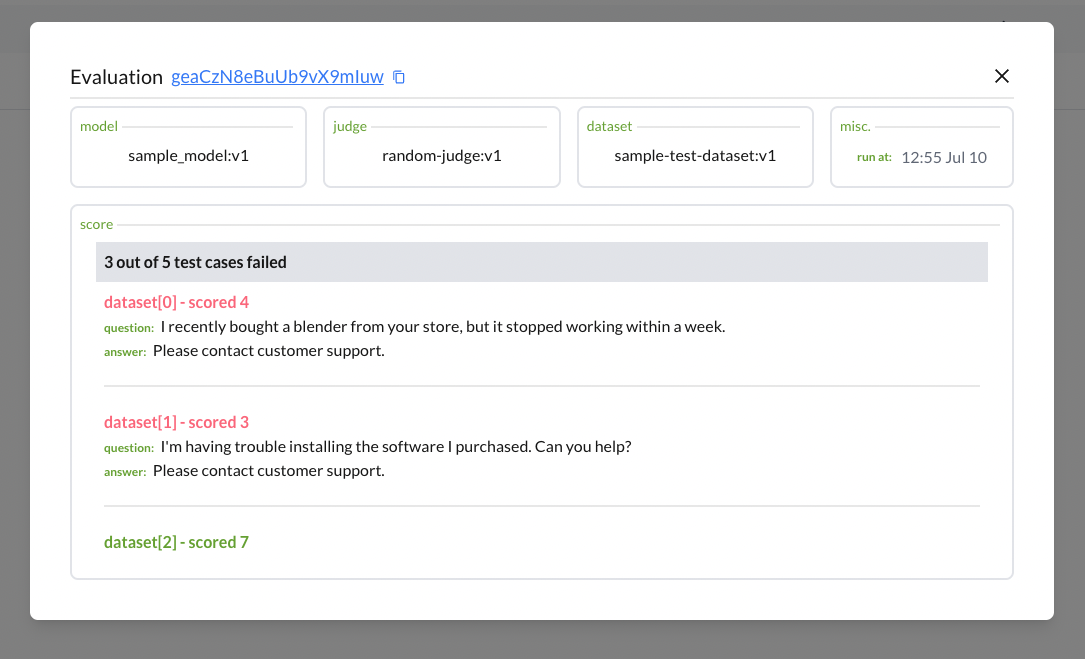 Evaluation geaCzN8eBuUb9vX9mIuw
model
sample_model:v1
judge
random-judge:v1
dataset
sample-test-dataset:v1
misc.
run at: 12:55 Jul 10
score
3 out of 5 test cases failed
dataset[0] - scored 4
question: I recently bought a blender from your store, but it stopped working within a week.
answer: Please contact customer support.
dataset[1] - scored 3
question: I'm having trouble installing the software I purchased. Can you help?
answer: Please contact customer support.
dataset[2] - scored 7